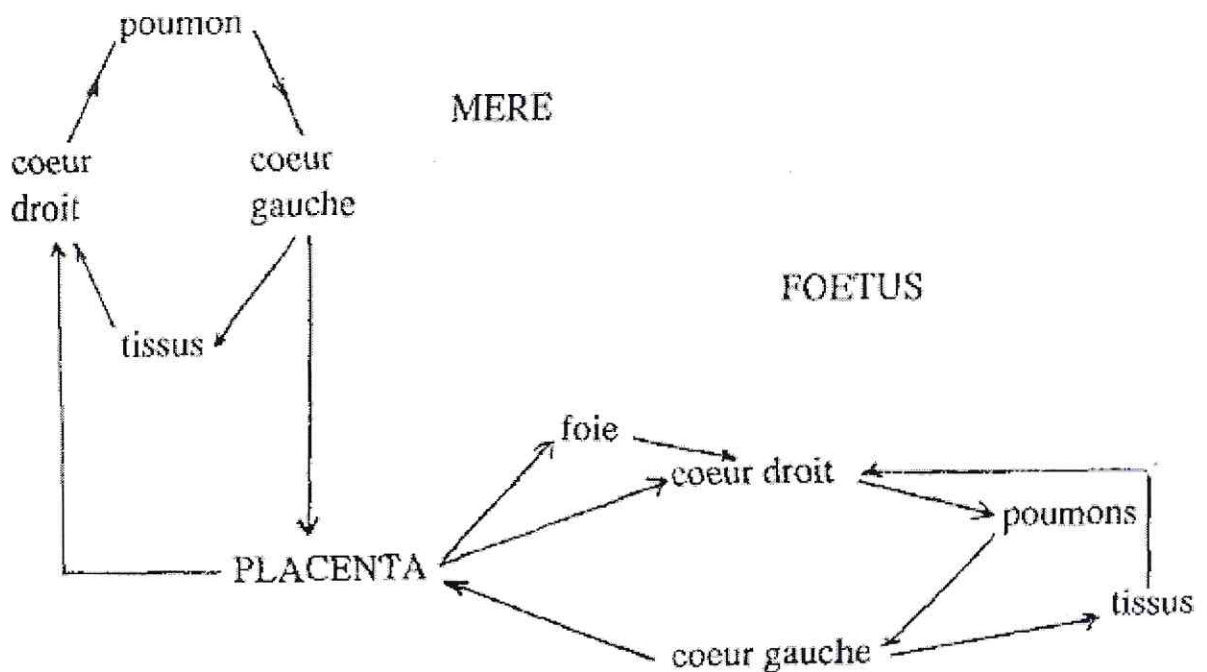 poumon
MERE
coeur
droit
coeur
gauche
FOETUS
tissus
foie
coeur droit
poumons
PLACENTA
tissus
coeur gauche